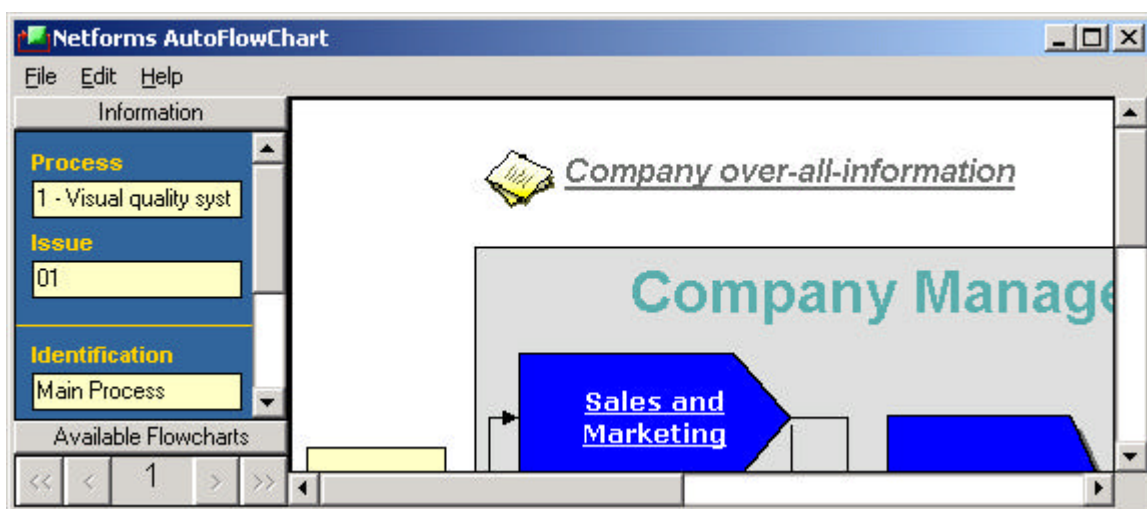 Netforms AutoFlowChart
File Edit Help
Information
Process
1 - Visual quality syst
Issue
01
Identification
Main Process
Available Flowcharts
<< < 1 > >>
Company over-all-information
Company Manage
Sales and
Marketing